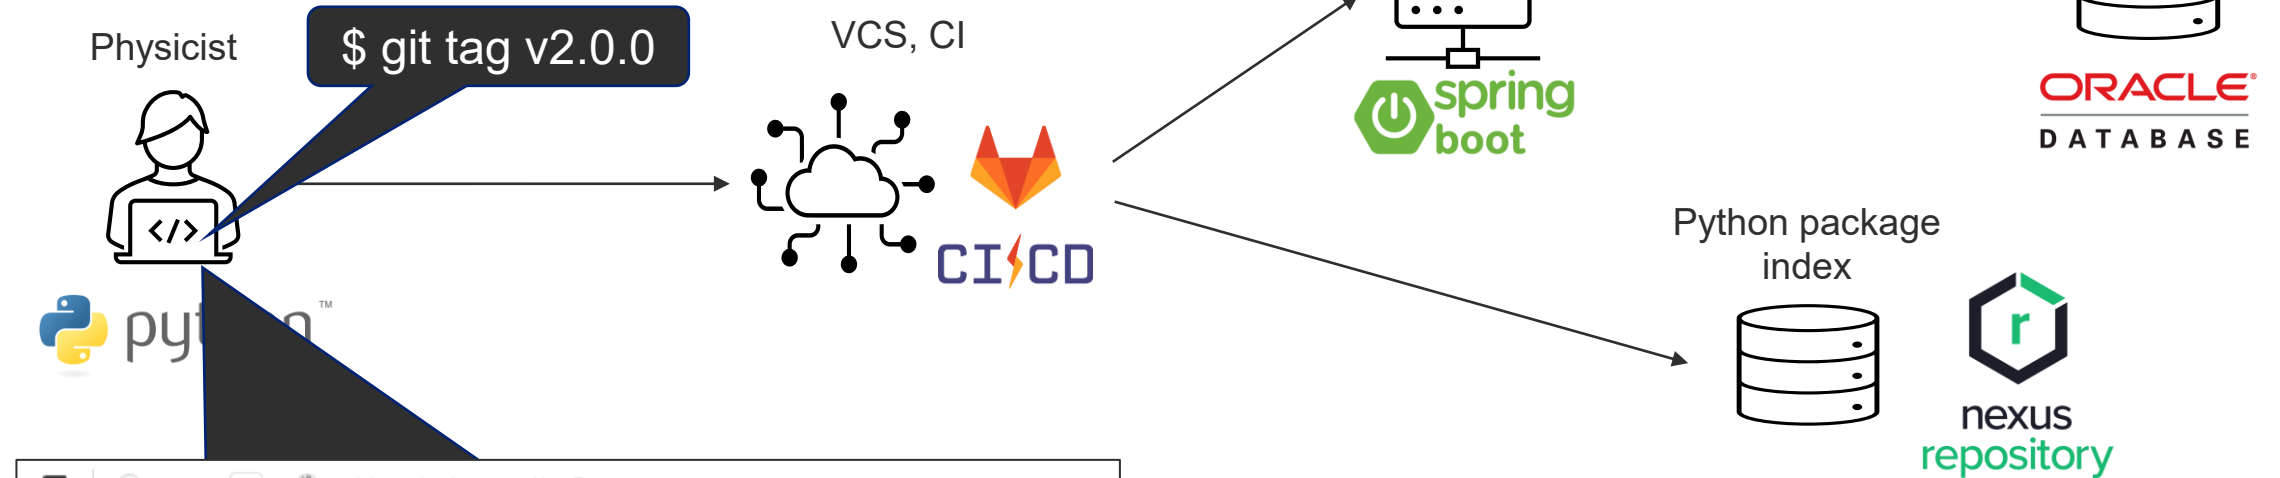 Physicist
$ git tag v2.0.0
VCS, CI
spring
boot
ORACLE®
DATABASE
</>
CI CD
Python package
index
r
nexus
repository
™